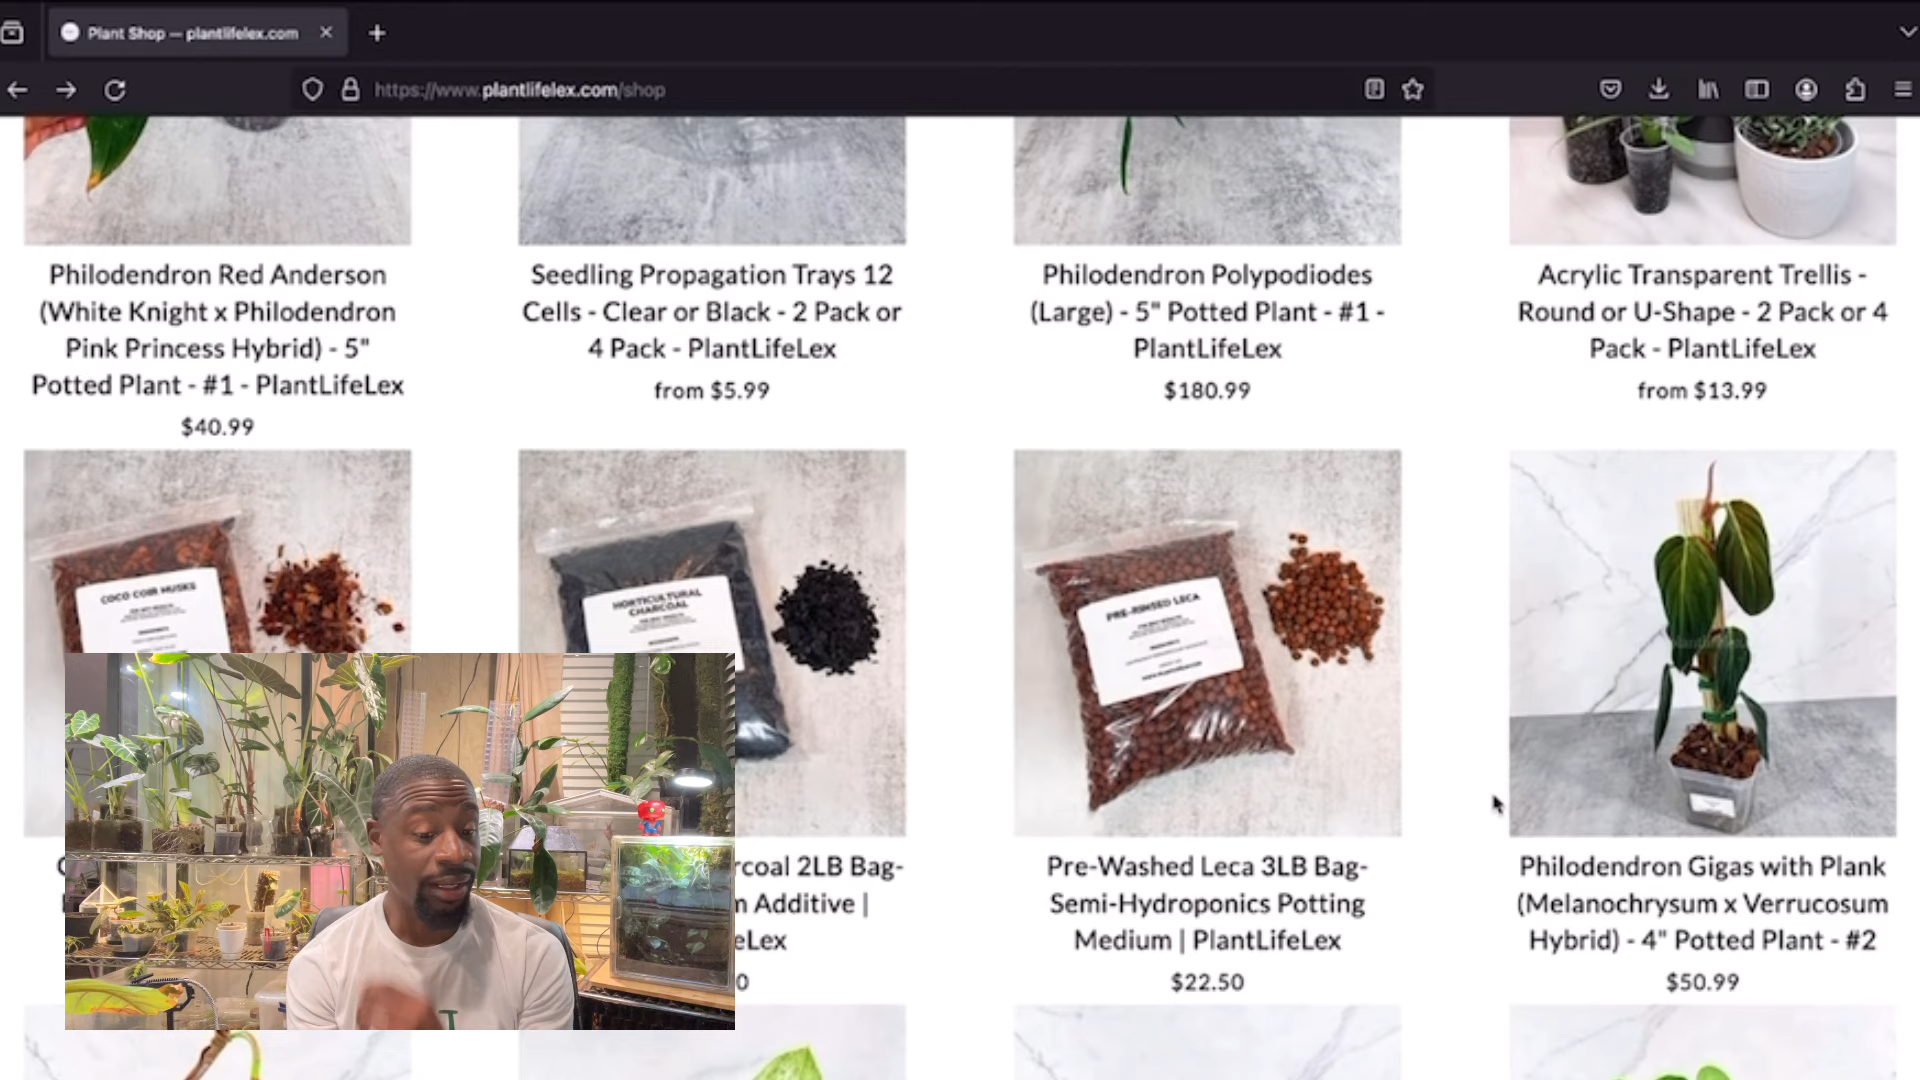 Plant Shop — plantlifelex.com
https://www.plantlifelex.com/shop
Philodendron Red Anderson
(White Knight x Philodendron
Pink Princess Hybrid) - 5"
Potted Plant - #1 - PlantLifeLex
$40.99
Seedling Propagation Trays 12
Cells - Clear or Black - 2 Pack or
4 Pack - PlantLifeLex
from $5.99
Philodendron Polypodiodes
(Large) - 5" Potted Plant - #1 -
PlantLifeLex
$180.99
Acrylic Transparent Trellis -
Round or U-Shape - 2 Pack or 4
Pack - PlantLifeLex
from $13.99
COCO COIR HUSKS
HORTICULTURAL
CHARCOAL
PRE-RINSED LECA
rcoal 2LB Bag-
Additive |
eLex
0
Pre-Washed Leca 3LB Bag-
Semi-Hydroponics Potting
Medium | PlantLifeLex
$22.50
Philodendron Gigas with Plank
(Melanochrysum x Verrucosum
Hybrid) - 4" Potted Plant - #2
$50.99